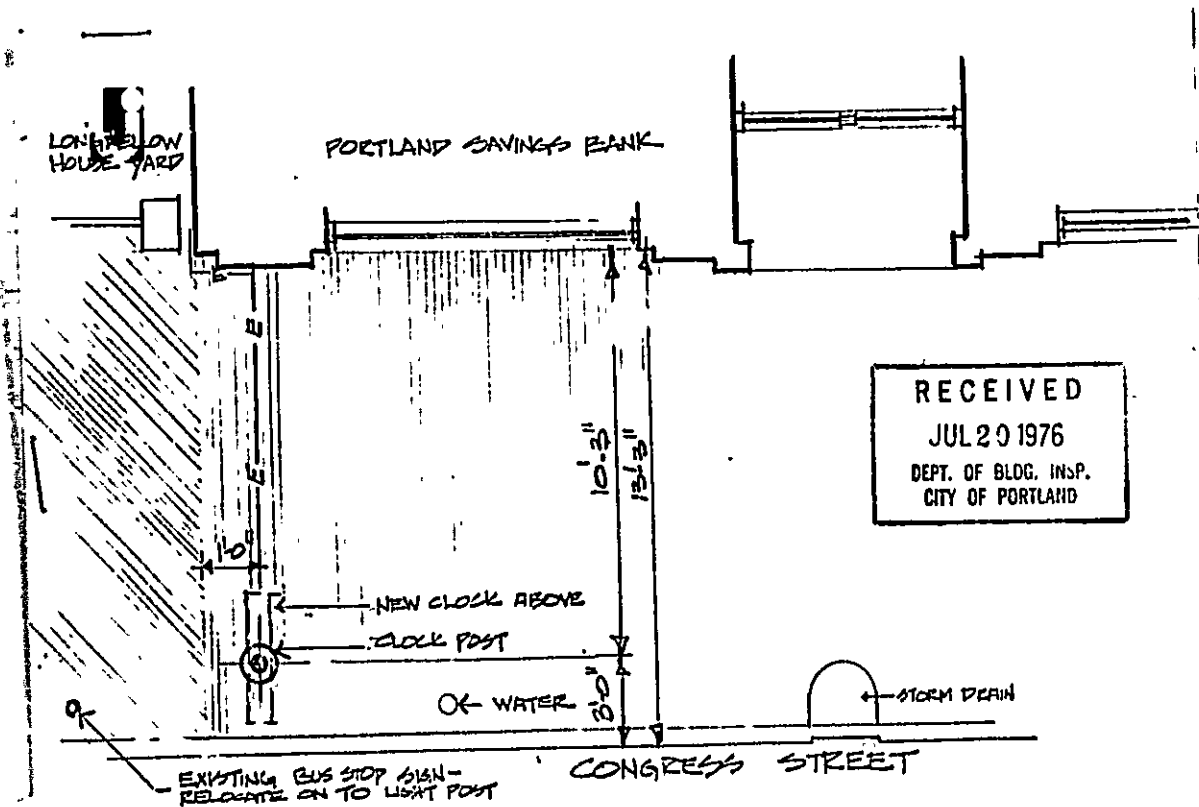 LONGFELLOW
HOUSE YARD
PORTLAND SAVINGS BANK
E
E
10'-3"
13'-3"
RECEIVED
JUL 20 1976
DEPT. OF BLDG. INSP.
CITY OF PORTLAND
NEW CLOCK ABOVE
CLOCK POST
WATER
3'-0"
STORM DRAIN
CONGRESS STREET
EXISTING BUS STOP SIGN-
RELOCATE ON TO LIGHT POST